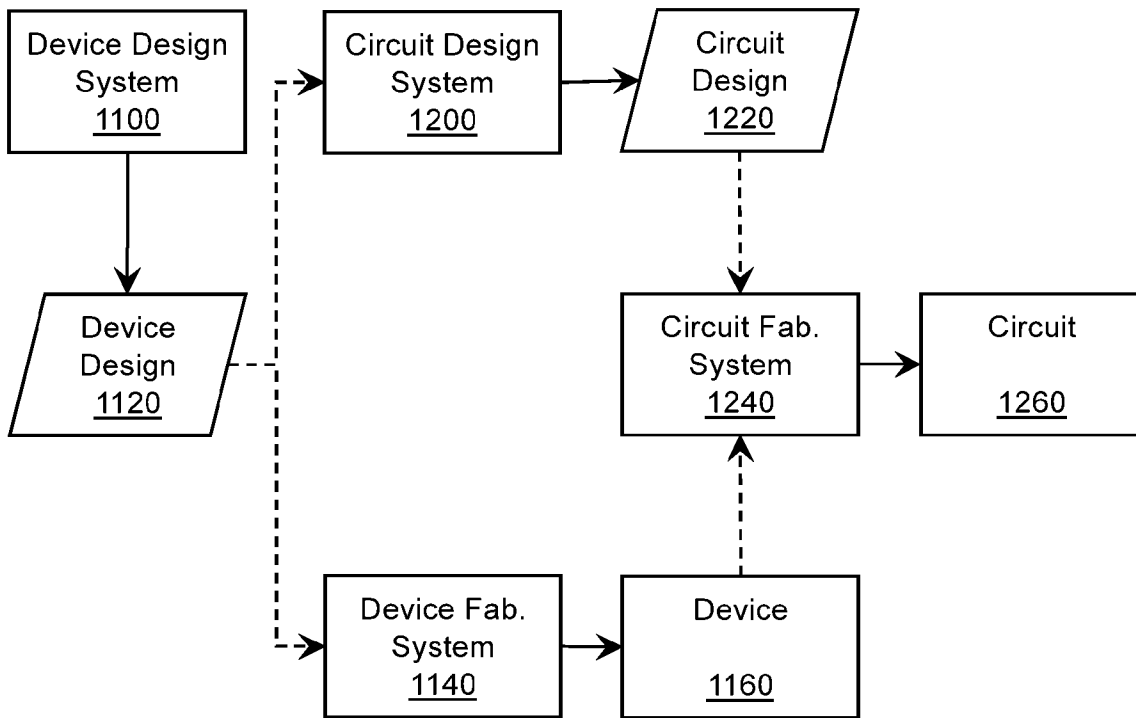 Device Design
System
1100
Circuit Design
System
1200
Circuit
Design
1220
Device
Design
1120
Circuit Fab.
System
1240
Circuit
1260
Device Fab.
System
1140
Device
1160